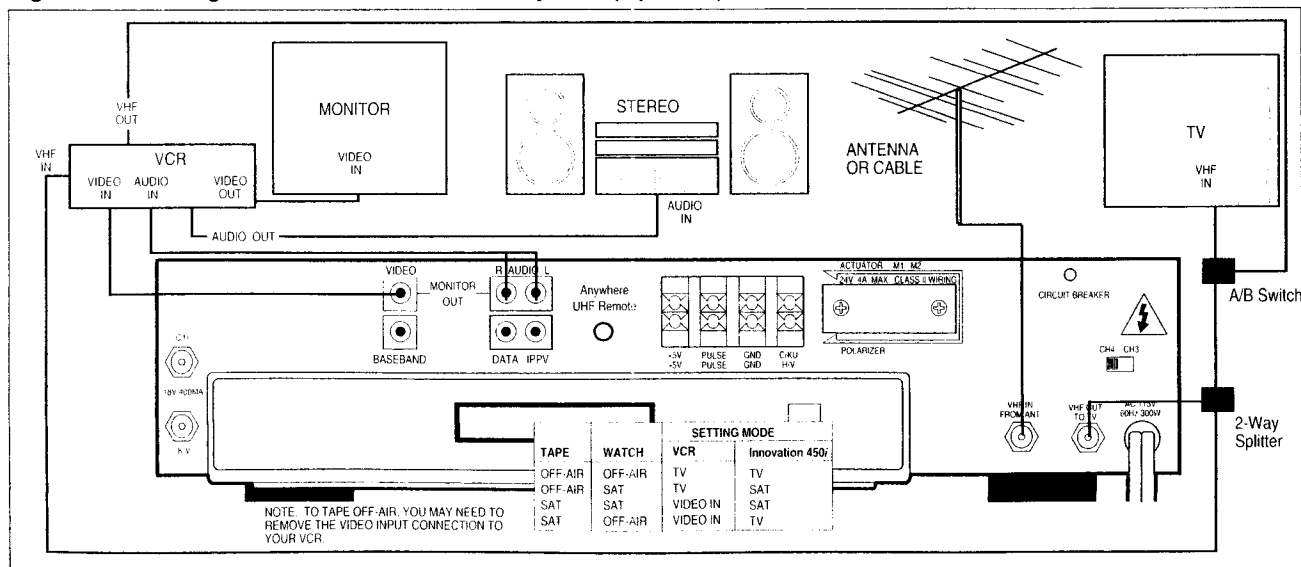 VHF
OUT
VHF
IN
VCR
VIDEO
IN
AUDIO
IN
VIDEO
OUT
AUDIO OUT
MONITOR
VIDEO
IN
STEREO
AUDIO
IN
ANTENNA
OR CABLE
TV
VHF
IN
A/B Switch
2-Way
Splitter
VIDEO
MONITOR
OUT
R AUDIO L
BASEBAND
DATA IPPV
Anywhere
UHF Remote
+5V PULSE GND C/KU
+5V PULSE GND H/V
ACTUATOR M1 M2
24V 4A MAX CLASS II WIRING
POLARIZER
CIRCUIT BREAKER
CH4 CH3
18V 400MA
VHF IN
FROM ANT
VHF OUT
TO TV
AC 115V
60Hz 300W
SETTING MODE
TAPE WATCH VCR Innovation 450i
OFF-AIR OFF-AIR TV TV
OFF-AIR SAT TV SAT
SAT SAT VIDEO IN SAT
SAT OFF-AIR VIDEO IN TV
NOTE: TO TAPE OFF-AIR, YOU MAY NEED TO
REMOVE THE VIDEO INPUT CONNECTION TO
YOUR VCR.